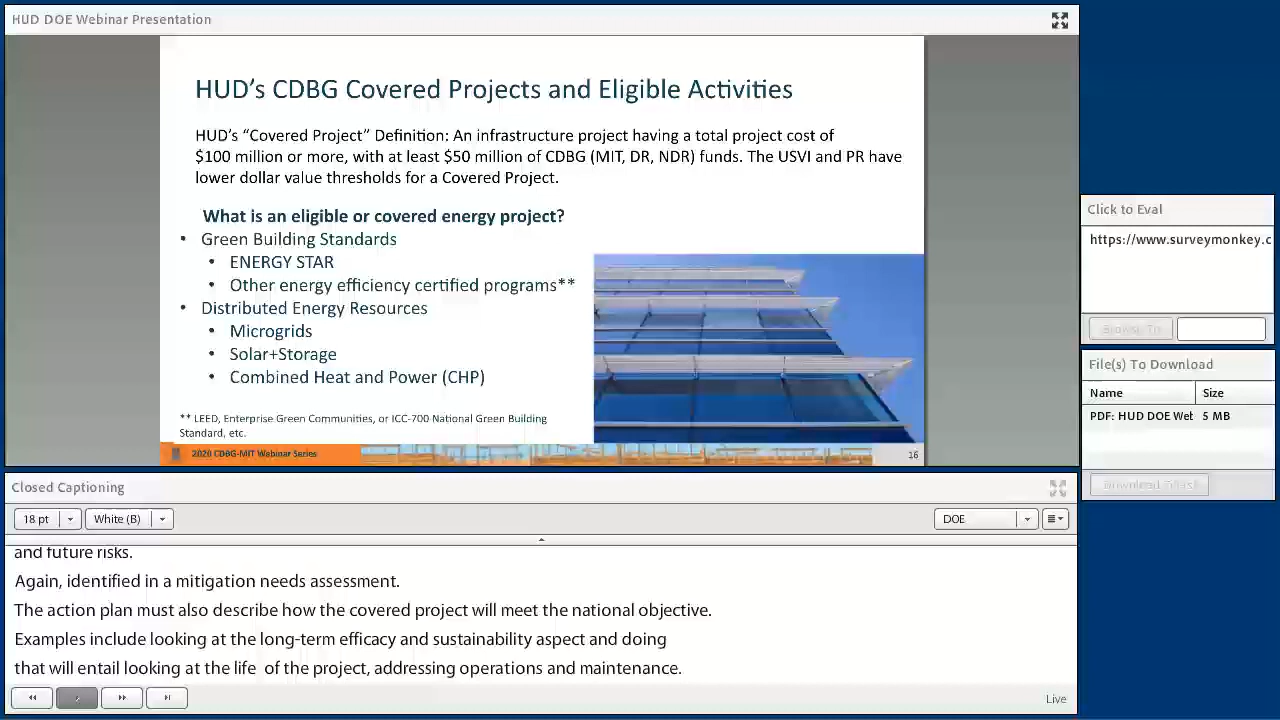 HUD DOE Webinar Presentation
HUD's CDBG Covered Projects and Eligible Activities
HUD's “Covered Project” Definition: An infrastructure project having a total project cost of
$100 million or more, with at least $50 million of CDBG (MIT, DR, NDR) funds. The USVI and PR have
lower dollar value thresholds for a Covered Project.
What is an eligible or covered energy project?
• Green Building Standards
• ENERGY STAR
• Other energy efficiency certified programs**
• Distributed Energy Resources
• Microgrids
• Solar+Storage
• Combined Heat and Power (CHP)
** LEED, Enterprise Green Communities, or ICC-700 National Green Building
Standard, etc.
2020 CDBG-MIT Webinar Series
16
Click to Eval
https://www.surveymonkey.c
Browse To
File(s) To Download
Name Size
PDF: HUD DOE Wet 5 MB
Download File(s)
Closed Captioning
18 pt White (B) DOE
and future risks.
Again, identified in a mitigation needs assessment.
The action plan must also describe how the covered project will meet the national objective.
Examples include looking at the long-term efficacy and sustainability aspect and doing
that will entail looking at the life of the project, addressing operations and maintenance.
Live